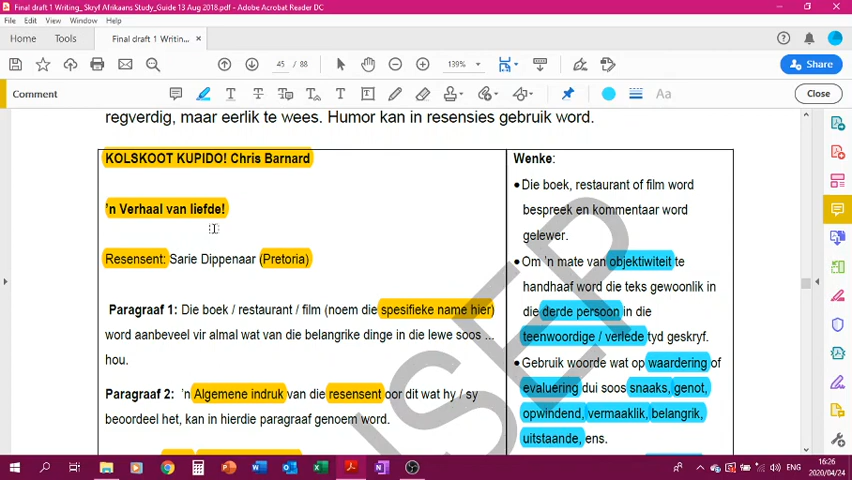 Final draft 1 Writing_ Skryf Afrikaans Study_Guide 13 Aug 2018.pdf - Adobe Acrobat Reader DC
File Edit View Window Help
Home Tools Final draft 1 Writin... ×
45 / 88 139% Share
Comment Aa Close
regverdig, maar eerlik te wees. Humor kan in resensies gebruik word.
KOLSKOOT KUPIDO! Chris Barnard
'n Verhaal van liefde!
Resensent: Sarie Dippenaar (Pretoria)
Paragraaf 1: Die boek / restaurant / film (noem die spesifieke name hier)
word aanbeveel vir almal wat van die belangrike dinge in die lewe soos ...
hou.
Paragraaf 2: 'n Algemene indruk van die resensent oor dit wat hy / sy
beoordeel het, kan in hierdie paragraaf genoem word.
Wenke:
•Die boek, restaurant of film word
bespreek en kommentaar word
gelewer.
•Om 'n mate van objektiwiteit te
handhaaf word die teks gewoonlik in
die derde persoon in die
teenwoordige / verlede tyd geskryf.
•Gebruik woorde wat op waardering of
evaluering dui soos snaaks, genot,
opwindend, vermaaklik, belangrik,
uitstaande, ens.
ENG
16:26
2020/04/24